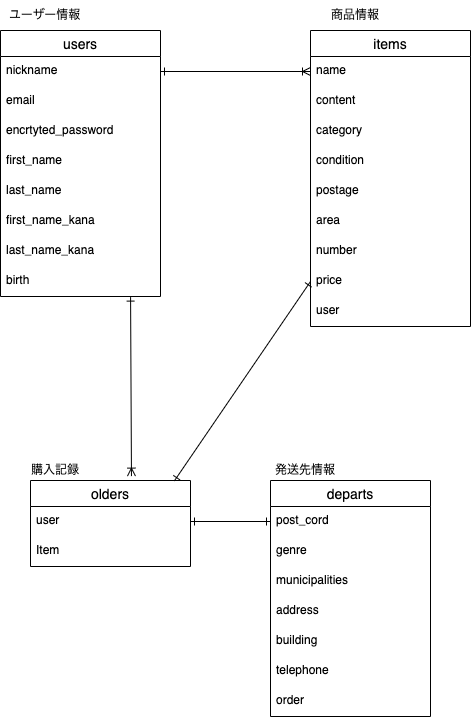 ユーザー情報
users
nickname
email
encrtyted_password
first_name
last_name
first_name_kana
last_name_kana
birth
商品情報
items
name
content
category
condition
postage
area
number
price
user
購入記録
olders
user
Item
発送先情報
departs
post_cord
genre
municipalities
address
building
telephone
order